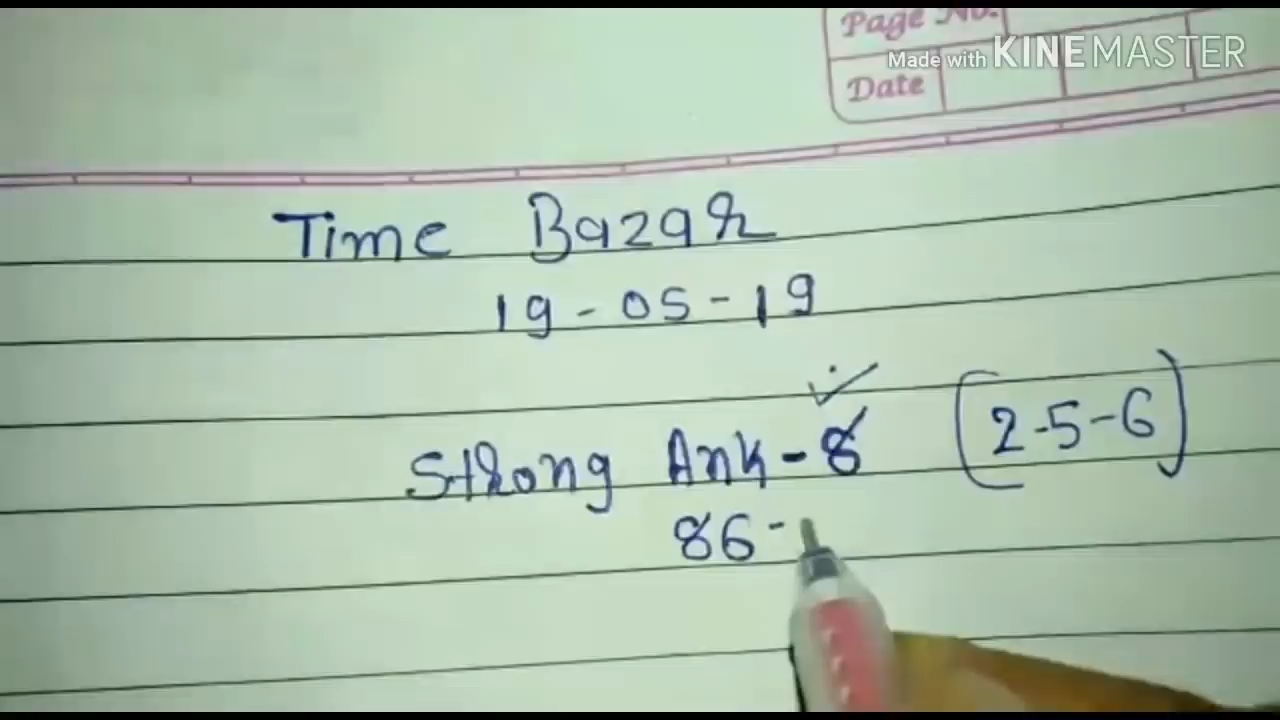 Page No.
Made with KINEMASTER
Date
Time Bazar
19-05-19
Strong Ank-8 (2-5-6)
86-